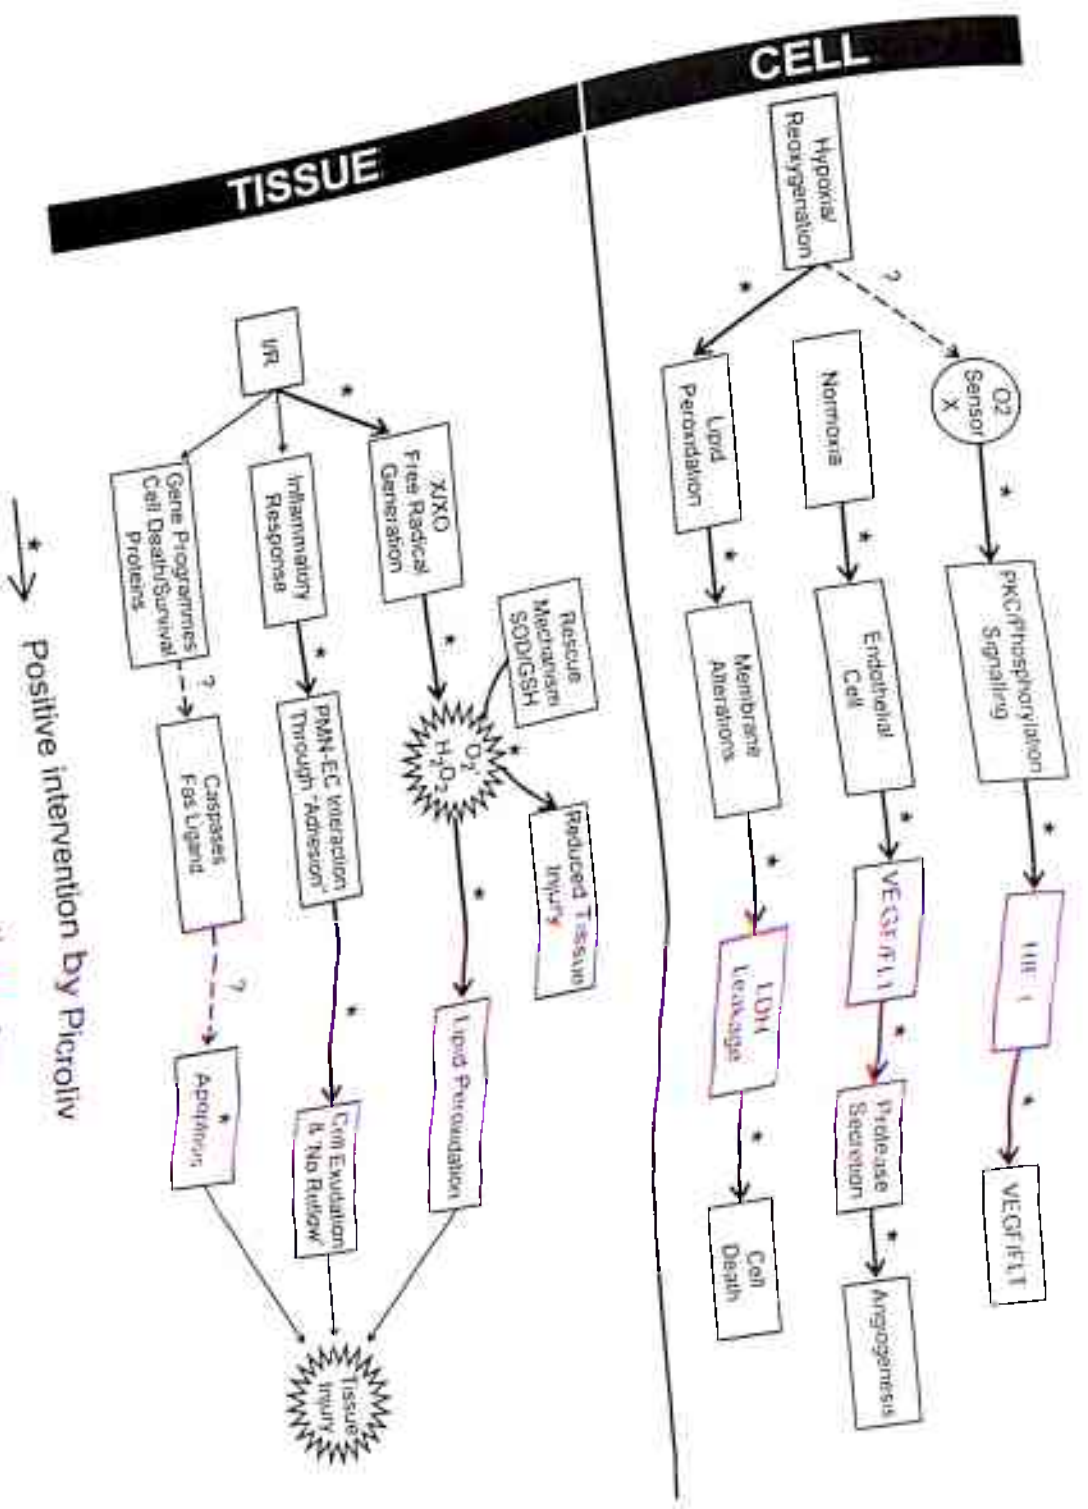 CELL
Hypoxia/
Reoxygenation
?
*
O2
Sensor
X
*
PKC/Phosphorylation
Signalling
*
*
VEGF/FLT
Normoxia
*
Endothelial
Cell
*
VEGF/FLT
*
Protease
Secretion
*
Angiogenesis
Lipid
Peroxidation
*
Membrane
Alterations
*
LDH
Leakage
*
Cell
Death
TISSUE
I/R
*
X/XO
Free Radical
Generation
*
Rescue
Mechanism
SOD/GSH
O2
H2O2
*
Reduced Tissue
Injury
*
Lipid Peroxidation
Inflammatory
Response
*
PMN-EC Interaction
Through "Adhesion"
*
Cell Exudation
& 'No Reflow'
Gene Programmes
Cell Death/Survival
Proteins
?
Caspases
Fas Ligand
?
*
Apoptosis
Tissue
Injury
*
Positive intervention by Picroliv